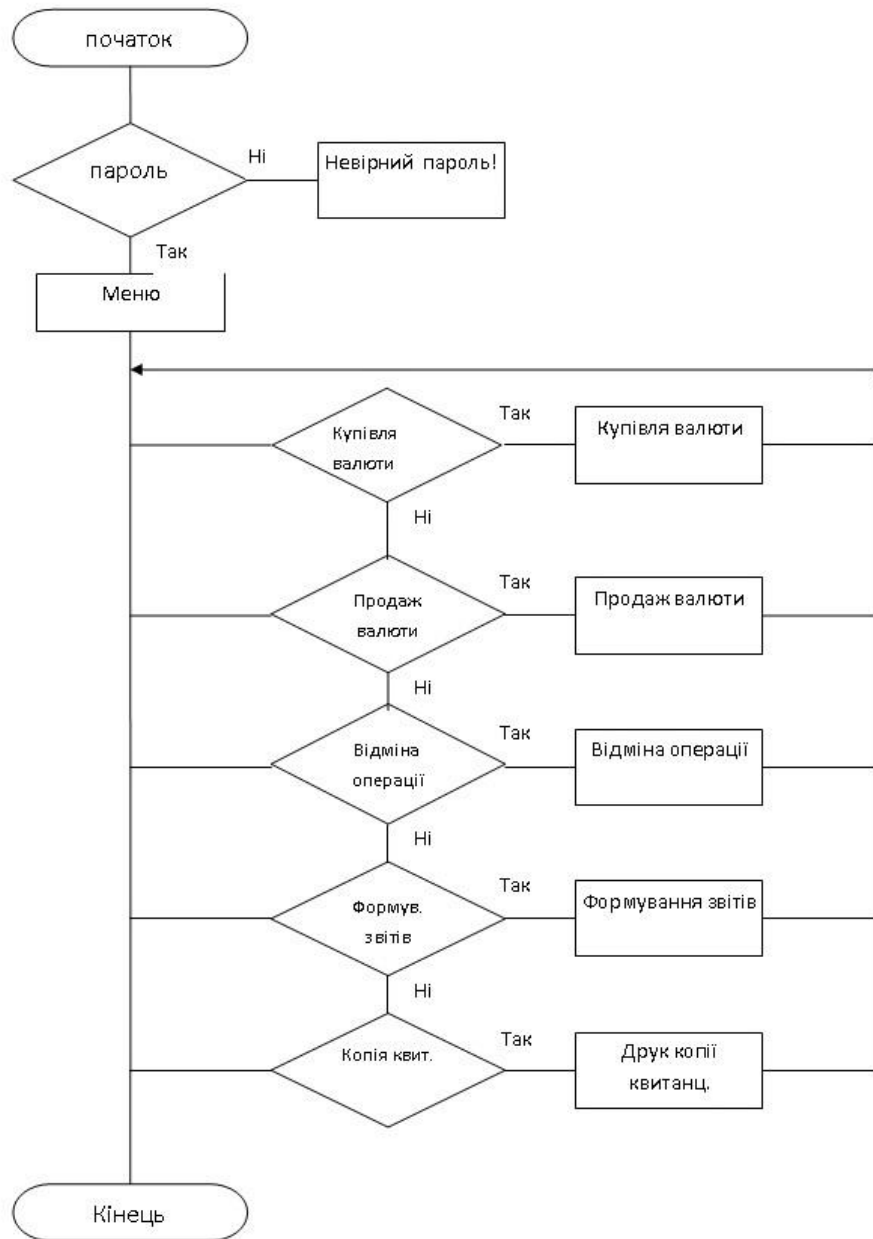 початок
пароль
Ні
Невірний пароль!
Так
Меню
Купівля
валюти
Так
Купівля валюти
Ні
Продаж
валюти
Так
Продаж валюти
Ні
Відміна
операції
Так
Відміна операції
Ні
Формув.
звітів
Так
Формування звітів
Ні
Копія квит.
Так
Друк копії
квитанц.
Кінець